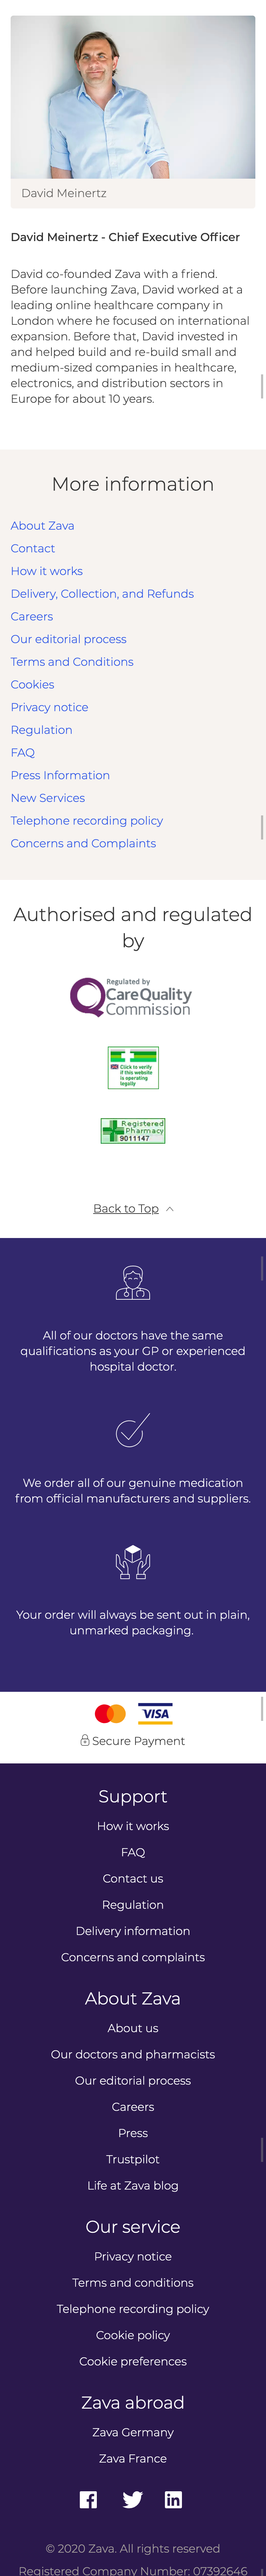 David Meinertz
David Meinertz - Chief Executive Officer
David co-founded Zava with a friend.
Before launching Zava, David worked at a
leading online healthcare company in
London where he focused on international
expansion. Before that, David invested in
and helped build and re-build small and
medium-sized companies in healthcare,
electronics, and distribution sectors in
Europe for about 10 years.
More information
About Zava
Contact
How it works
Delivery, Collection, and Refunds
Careers
Our editorial process
Terms and Conditions
Cookies
Privacy notice
Regulation
FAQ
Press Information
New Services
Telephone recording policy
Concerns and Complaints
Authorised and regulated
by
Regulated by
CareQuality
Commission
Click to verify
if this website
is operating
legally
Registered
Pharmacy
9011147
Back to Top
All of our doctors have the same
qualifications as your GP or experienced
hospital doctor.
We order all of our genuine medication
from official manufacturers and suppliers.
Your order will always be sent out in plain,
unmarked packaging.
VISA
Secure Payment
Support
How it works
FAQ
Contact us
Regulation
Delivery information
Concerns and complaints
About Zava
About us
Our doctors and pharmacists
Our editorial process
Careers
Press
Trustpilot
Life at Zava blog
Our service
Privacy notice
Terms and conditions
Telephone recording policy
Cookie policy
Cookie preferences
Zava abroad
Zava Germany
Zava France
© 2020 Zava. All rights reserved
Registered Company Number: 07392646